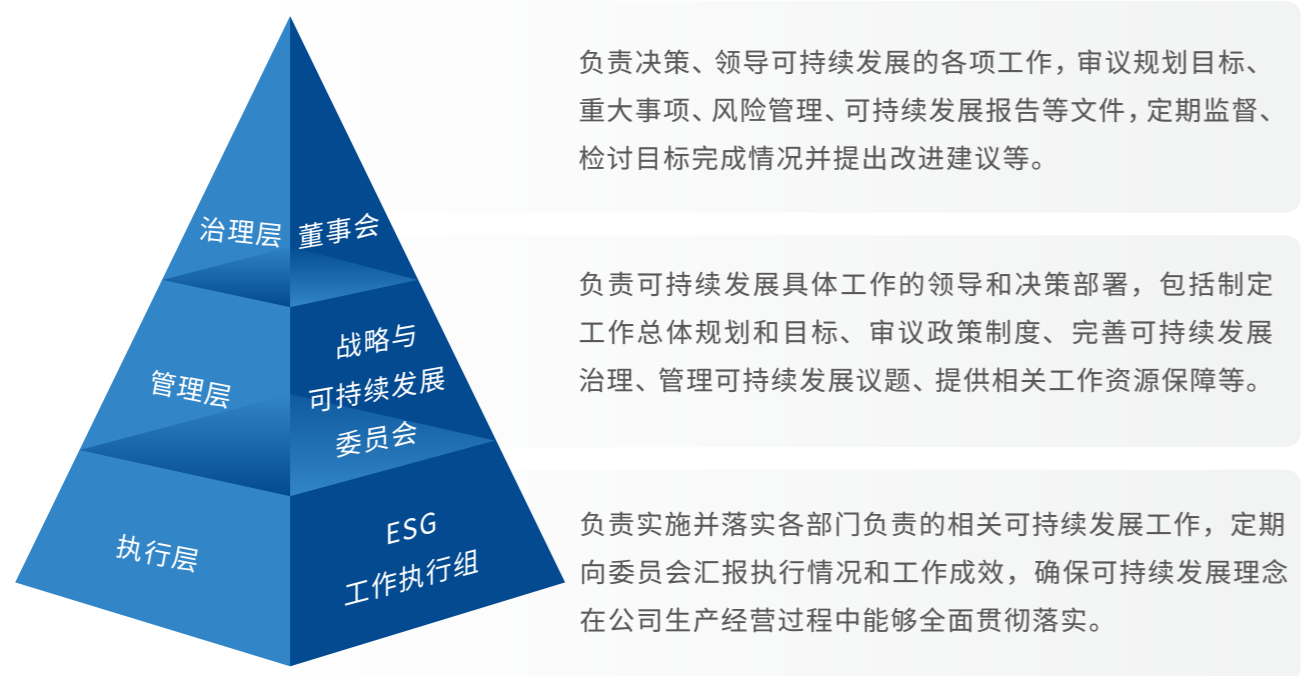 治理层
董事会
负责决策、领导可持续发展的各项工作，审议规划目标、
重大事项、风险管理、可持续发展报告等文件，定期监督、
检讨目标完成情况并提出改进建议等。
管理层
战略与
可持续发展
委员会
负责可持续发展具体工作的领导和决策部署，包括制定
工作总体规划和目标、审议政策制度、完善可持续发展
治理、管理可持续发展议题、提供相关工作资源保障等。
执行层
ESG
工作执行组
负责实施并落实各部门负责的相关可持续发展工作，定期
向委员会汇报执行情况和工作成效，确保可持续发展理念
在公司生产经营过程中能够全面贯彻落实。